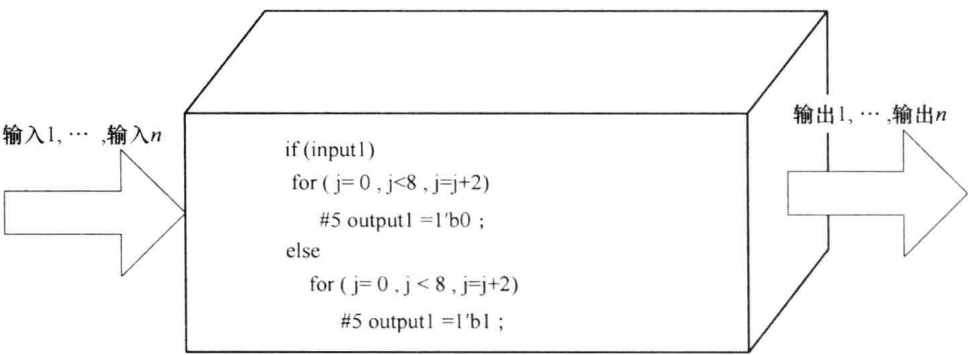 输入1, … ,输入n
if (input1)
for ( j= 0 , j<8 , j=j+2)
#5 output1 =1'b0 ;
else
for ( j= 0 , j < 8 , j=j+2)
#5 output1 =1'b1 ;
输出1, … ,输出n